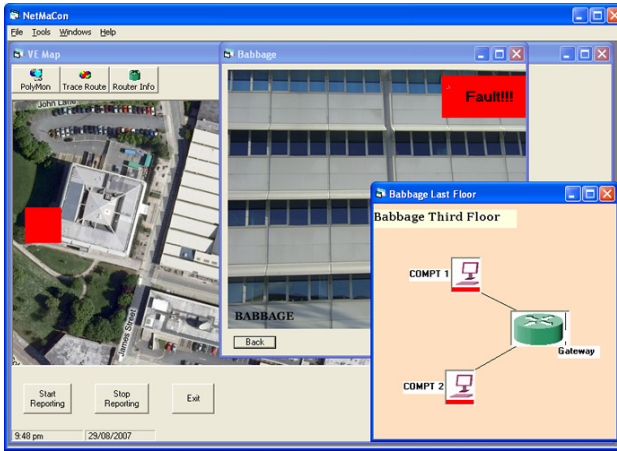 NetMaCon
File Tools Windows Help
VE Map
PolyMon Trace Route Router Info
John Lane
James Street
Babbage
Fault!!!
BABBAGE
Back
Babbage Last Floor
Babbage Third Floor
COMPT 1
Gateway
COMPT 2
Start
Reporting
Stop
Reporting
Exit
9:48 pm 29/08/2007